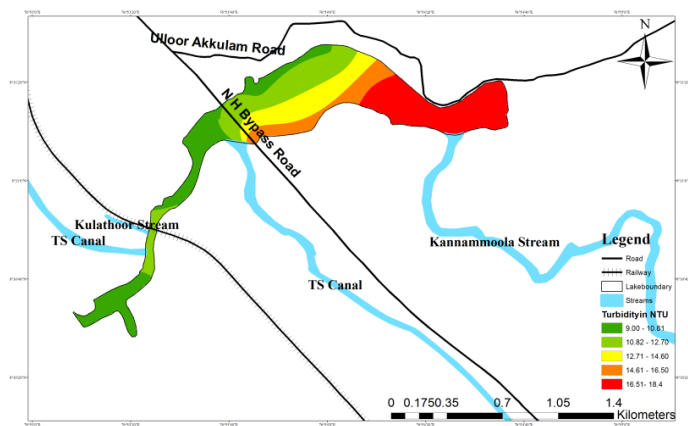 Ulloor Akkulam Road
N
N H Bypass Road
Kulathoor Stream
TS Canal
Kannammoola Stream
TS Canal
Legend
Road
Railway
Lakeboundary
Streams
Turbidityin NTU
9.00 - 10.81
10.82 - 12.70
12.71 - 14.60
14.61 - 16.50
16.51- 18.4
0 0.175 0.35 0.7 1.05 1.4
Kilometers